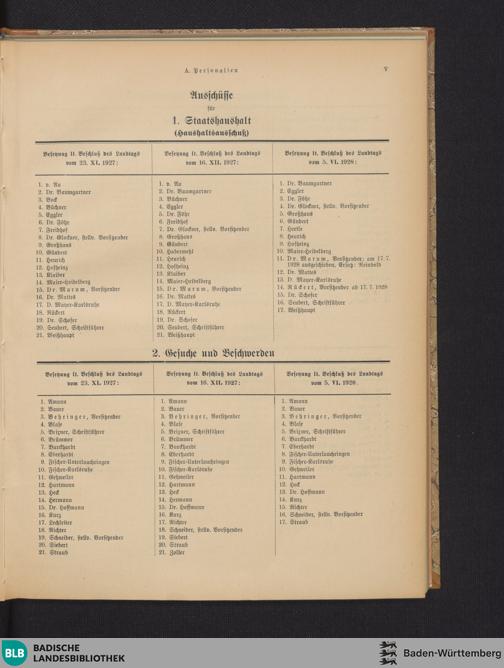 A. Personalien
V
Ausschüsse
für
1. Staatshaushalt
(Haushaltsausschuß)
Besetzung lt. Beschluß des Landtags
vom 23. XI. 1927:
1. v. Au
2. Dr. Baumgartner
3. Bock
4. Büchner
5. Eggler
6. Dr. Föhr
7. Freidhof
8. Dr. Glockner, stellv. Vorsitzender
9. Großhans
10. Gündert
11. Heurich
12. Hofheinz
13. Klaiber
14. Maier-Heidelberg
15. Dr. Marum, Vorsitzender
16. Dr. Mattes
17. D. Mayer-Karlsruhe
18. Rückert
19. Dr. Schofer
20. Seubert, Schriftführer
21. Weißhaupt
Besetzung lt. Beschluß des Landtags
vom 16. XII. 1927:
1. v. Au
2. Dr. Baumgartner
3. Büchner
4. Eggler
5. Dr. Föhr
6. Freidhof
7. Dr. Glockner, stellv. Vorsitzender
8. Großhans
9. Gündert
10. Habermehl
11. Heurich
12. Hofheinz
13. Klaiber
14. Maier-Heidelberg
15. Dr. Marum, Vorsitzender
16. Dr. Mattes
17. D. Mayer-Karlsruhe
18. Rückert
19. Dr. Schofer
20. Seubert, Schriftführer
21. Weißhaupt
Besetzung lt. Beschluß des Landtags
vom 5. VI. 1928:
1. Dr. Baumgartner
2. Eggler
3. Dr. Föhr
4. Dr. Glockner, stellv. Vorsitzender
5. Großhans
6. Gündert
7. Hertle
8. Heurich
9. Hofheinz
10. Maier-Heidelberg
11. Dr. Marum, Vorsitzender; am 17. 7.
1928 ausgeschieden, Ersatz: Reinbold
12. Dr. Mattes
13. D. Mayer-Karlsruhe
14. Rückert, Vorsitzender ab 17. 7. 1928
15. Dr. Schofer
16. Seubert, Schriftführer
17. Weißhaupt
2. Gesuche und Beschwerden
Besetzung lt. Beschluß des Landtags
vom 23. XI. 1927:
1. Amann
2. Bauer
3. Behringer, Vorsitzender
4. Blase
5. Brixner, Schriftführer
6. Brümmer
7. Burckhardt
8. Eberhardt
9. Fischer-Unterlauchringen
10. Fischer-Karlsruhe
11. Gehweiler
12. Hartmann
13. Heck
14. Hermann
15. Dr. Hoffmann
16. Kurz
17. Lechleiter
18. Richter
19. Schneider, stellv. Vorsitzender
20. Siebert
21. Straub
Besetzung lt. Beschluß des Landtags
vom 16. XII. 1927:
1. Amann
2. Bauer
3. Behringer, Vorsitzender
4. Blase
5. Brixner, Schriftführer
6. Brümmer
7. Burckhardt
8. Eberhardt
9. Fischer-Unterlauchringen
10. Fischer-Karlsruhe
11. Gehweiler
12. Hartmann
13. Heck
14. Hermann
15. Dr. Hoffmann
16. Kurz
17. Richter
18. Schneider, stellv. Vorsitzender
19. Siebert
20. Straub
21. Zoller
Besetzung lt. Beschluß des Landtags
vom 5. VI. 1928.
1. Amann
2. Bauer
3. Behringer, Vorsitzender
4. Blase
5. Brixner, Schriftführer
6. Burckhardt
7. Eberhardt
8. Fischer-Unterlauchringen
9. Fischer-Karlsruhe
10. Gehweiler
11. Hartmann
12. Heck
13. Dr. Hoffmann
14. Kurz
15. Richter
16. Schneider, stellv. Vorsitzender
17. Straub
BLB
BADISCHE
LANDESBIBLIOTHEK
Baden-Württemberg